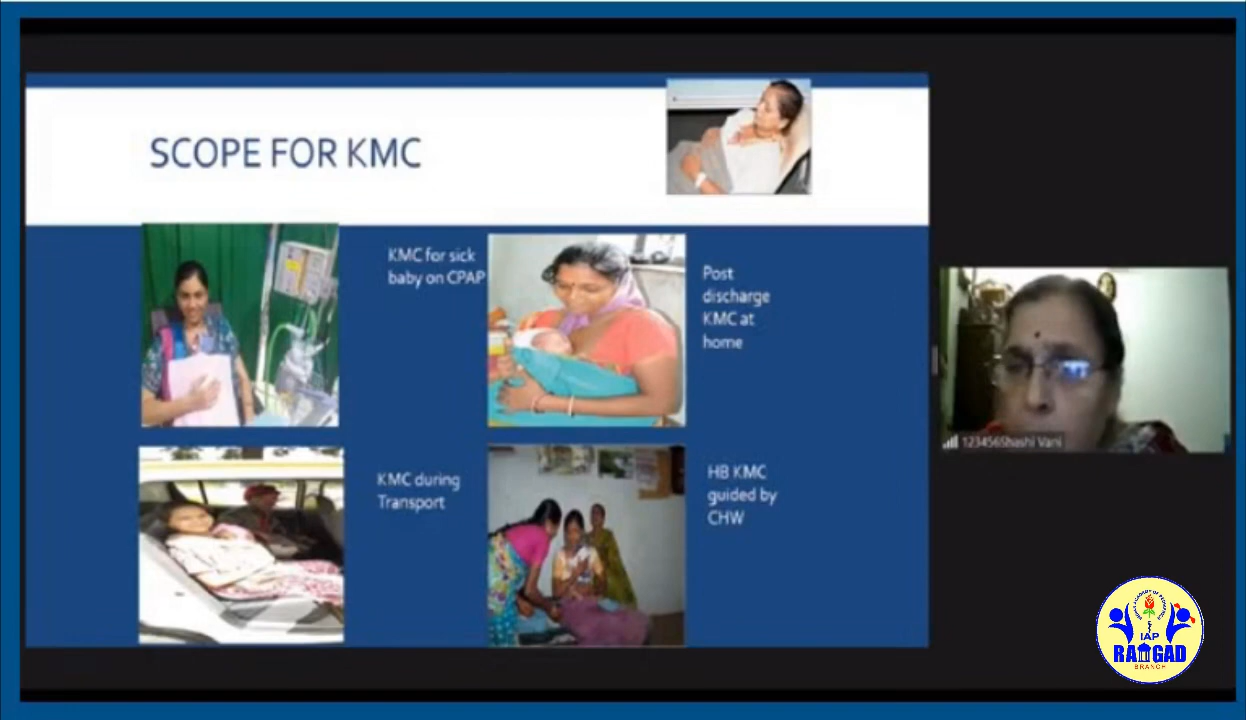 SCOPE FOR KMC
KMC for sick
baby on CPAP
Post
discharge
KMC at
home
KMC during
Transport
HB KMC
guided by
CHW
123456Shashi Vani
IAP
RAIGAD
BRANCH